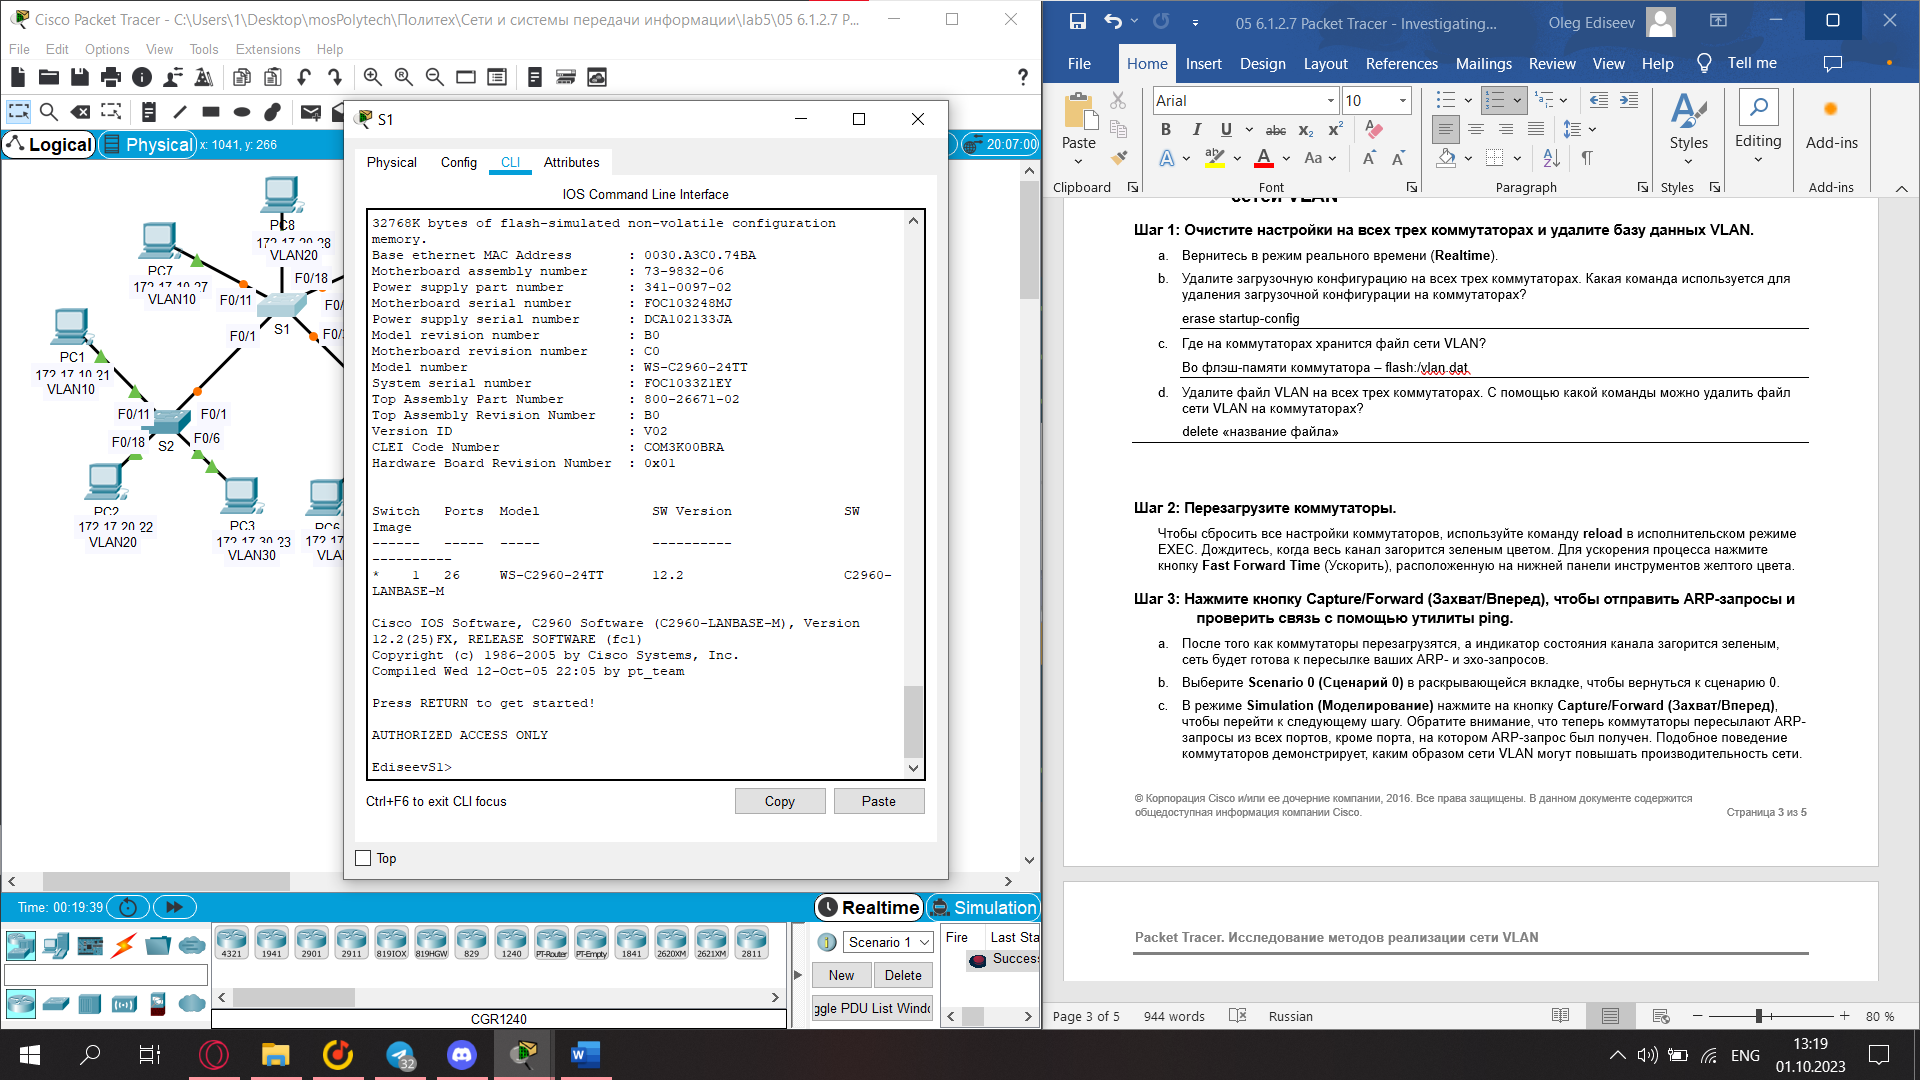 Cisco Packet Tracer - C:\Users\1\Desktop\mosPolytech\Политех\Сети и системы передачи информации\lab5\05 6.1.2.7 P...
File Edit Options View Tools Extensions Help
Logical Physical x: 1041, y: 266
20:07:00
PC8
VLAN20
PC7
VLAN10
F0/18
F0/11
S1
F0/1
PC1
172.17.10.21
VLAN10
F0/11
F0/1
F0/18
F0/6
S2
PC2
172.17.20.22
VLAN20
PC3
172.17.30.23
VLAN30
PC6
S1
Physical Config CLI Attributes
IOS Command Line Interface
32768K bytes of flash-simulated non-volatile configuration
memory.
Base ethernet MAC Address : 0030.A3C0.74BA
Motherboard assembly number : 73-9832-06
Power supply part number : 341-0097-02
Motherboard serial number : FOC103248MJ
Power supply serial number : DCA102133JA
Model revision number : B0
Motherboard revision number : C0
Model number : WS-C2960-24TT
System serial number : FOC1033Z1EY
Top Assembly Part Number : 800-26671-02
Top Assembly Revision Number : B0
Version ID : V02
CLEI Code Number : COM3K00BRA
Hardware Board Revision Number : 0x01
Switch Ports Model SW Version SW
Image
------ ----- ----- ----------
----------
* 1 26 WS-C2960-24TT 12.2 C2960-
LANBASE-M
Cisco IOS Software, C2960 Software (C2960-LANBASE-M), Version
12.2(25)FX, RELEASE SOFTWARE (fc1)
Copyright (c) 1986-2005 by Cisco Systems, Inc.
Compiled Wed 12-Oct-05 22:05 by pt_team
Press RETURN to get started!
AUTHORIZED ACCESS ONLY
EdiseevS1>
Ctrl+F6 to exit CLI focus Copy Paste
Top
Time: 00:19:39
Realtime Simulation
4321 1941 2901 2911 819IOX 819HGW 829 1240 PT-Router PT-Empty 1841 2620XM 2621XM 2811
CGR1240
Scenario 1
New Delete
ggle PDU List Wind
Fire Last Sta
Succes
05 6.1.2.7 Packet Tracer - Investigating...
Oleg Ediseev
File Home Insert Design Layout References Mailings Review View Help Tell me
Arial 10
Paste
Styles
Editing
Add-ins
Clipboard Font Paragraph Styles Add-ins
сетей VLAN
Шаг 1: Очистите настройки на всех трех коммутаторах и удалите базу данных VLAN.
a. Вернитесь в режим реального времени (Realtime).
b. Удалите загрузочную конфигурацию на всех трех коммутаторах. Какая команда используется для
удаления загрузочной конфигурации на коммутаторах?
erase startup-config
c. Где на коммутаторах хранится файл сети VLAN?
Во флэш-памяти коммутатора – flash:/vlan.dat
d. Удалите файл VLAN на всех трех коммутаторах. С помощью какой команды можно удалить файл
сети VLAN на коммутаторах?
delete «название файла»
Шаг 2: Перезагрузите коммутаторы.
Чтобы сбросить все настройки коммутаторов, используйте команду reload в исполнительском режиме
EXEC. Дождитесь, когда весь канал загорится зеленым цветом. Для ускорения процесса нажмите
кнопку Fast Forward Time (Ускорить), расположенную на нижней панели инструментов желтого цвета.
Шаг 3: Нажмите кнопку Capture/Forward (Захват/Вперед), чтобы отправить ARP-запросы и
проверить связь с помощью утилиты ping.
a. После того как коммутаторы перезагрузятся, а индикатор состояния канала загорится зеленым,
сеть будет готова к пересылке ваших ARP- и эхо-запросов.
b. Выберите Scenario 0 (Сценарий 0) в раскрывающейся вкладке, чтобы вернуться к сценарию 0.
c. В режиме Simulation (Моделирование) нажмите на кнопку Capture/Forward (Захват/Вперед),
чтобы перейти к следующему шагу. Обратите внимание, что теперь коммутаторы пересылают ARP-
запросы из всех портов, кроме порта, на котором ARP-запрос был получен. Подобное поведение
коммутаторов демонстрирует, каким образом сети VLAN могут повышать производительность сети.
© Корпорация Cisco и/или ее дочерние компании, 2016. Все права защищены. В данном документе содержится
общедоступная информация компании Cisco.
Страница 3 из 5
Packet Tracer. Исследование методов реализации сети VLAN
Page 3 of 5 944 words Russian 80 %
32
ENG
13:19
01.10.2023